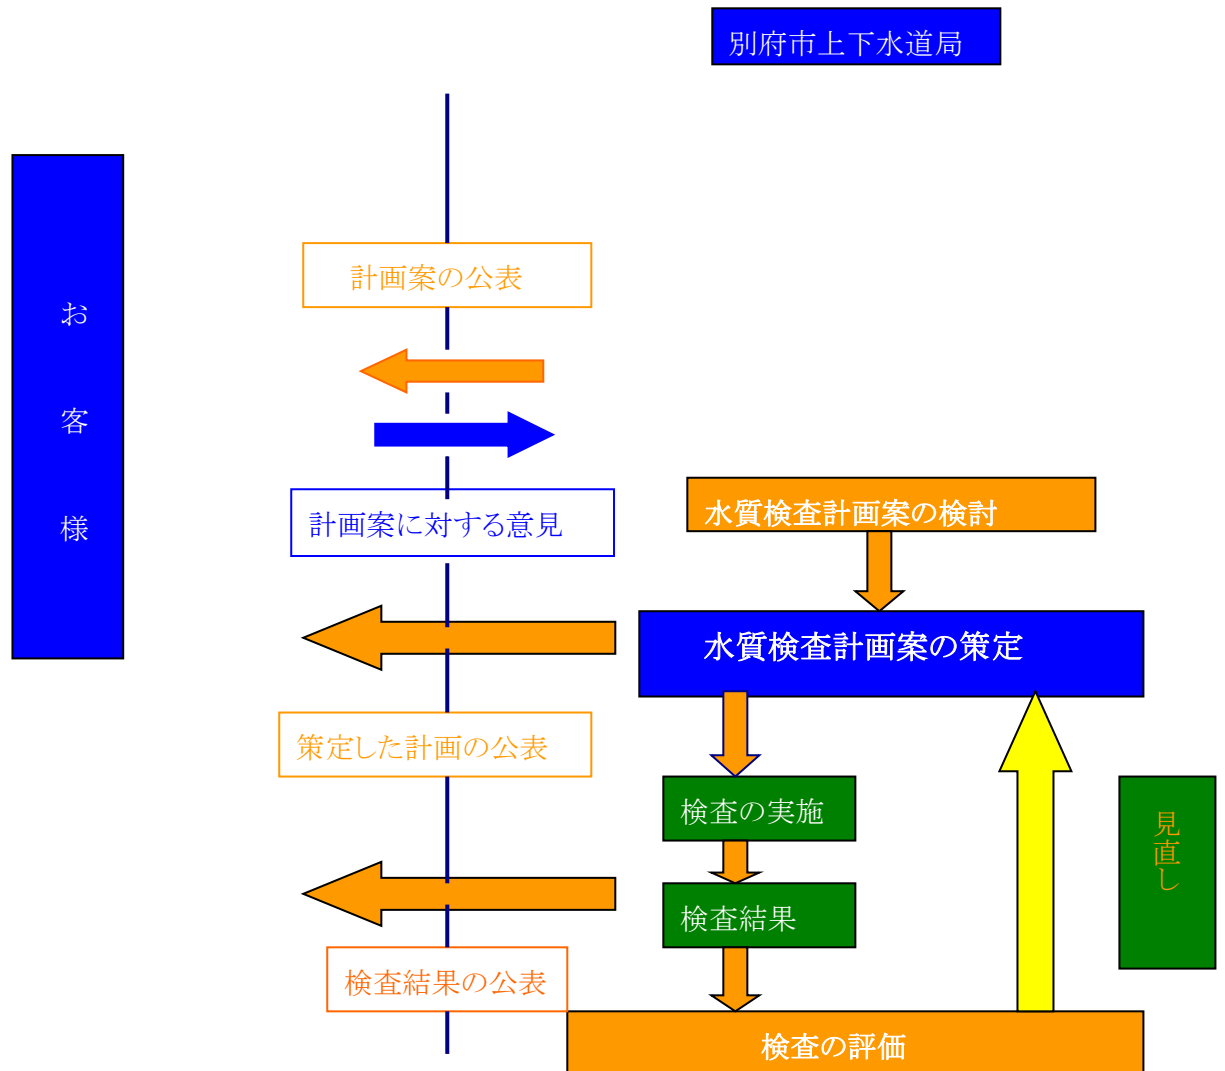 別府市上下水道局
お客様
計画案の公表
計画案に対する意見
水質検査計画案の検討
水質検査計画案の策定
策定した計画の公表
検査の実施
見直し
検査結果
検査結果の公表
検査の評価